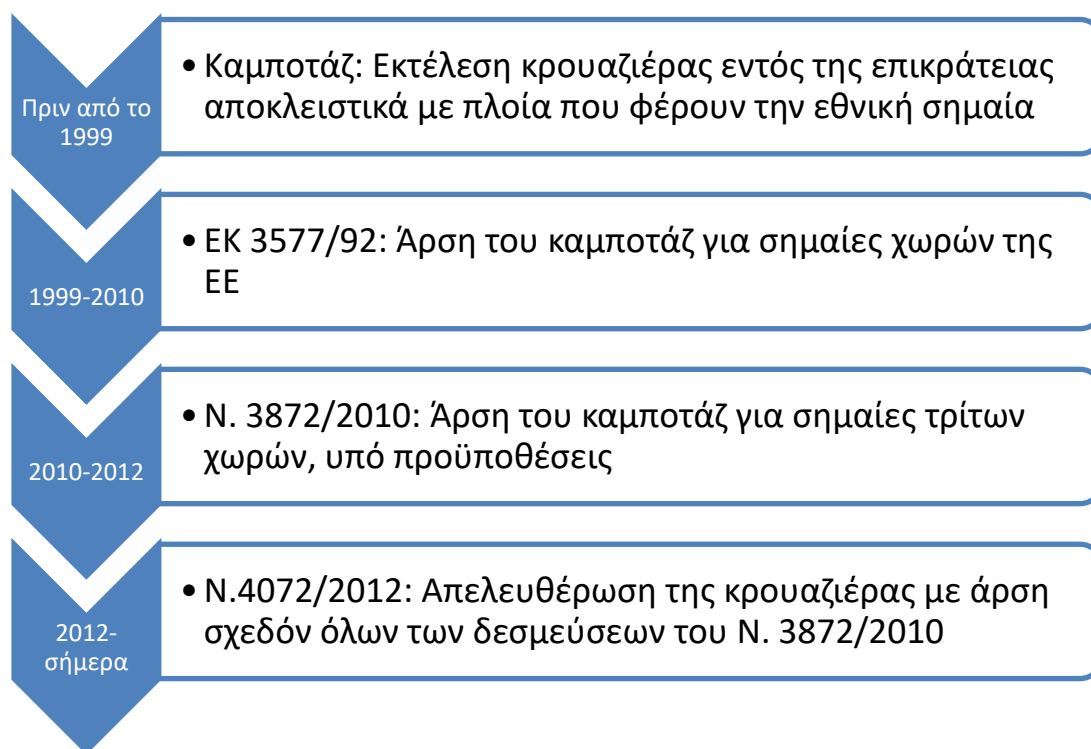 Πριν από το
1999
• Καμποτάζ: Εκτέλεση κρουαζιέρας εντός της επικράτειας
αποκλειστικά με πλοία που φέρουν την εθνική σημαία
1999-2010
• ΕΚ 3577/92: Άρση του καμποτάζ για σημαίες χωρών της
ΕΕ
2010-2012
• Ν. 3872/2010: Άρση του καμποτάζ για σημαίες τρίτων
χωρών, υπό προϋποθέσεις
2012-
σήμερα
• Ν.4072/2012: Απελευθέρωση της κρουαζιέρας με άρση
σχεδόν όλων των δεσμεύσεων του Ν. 3872/2010